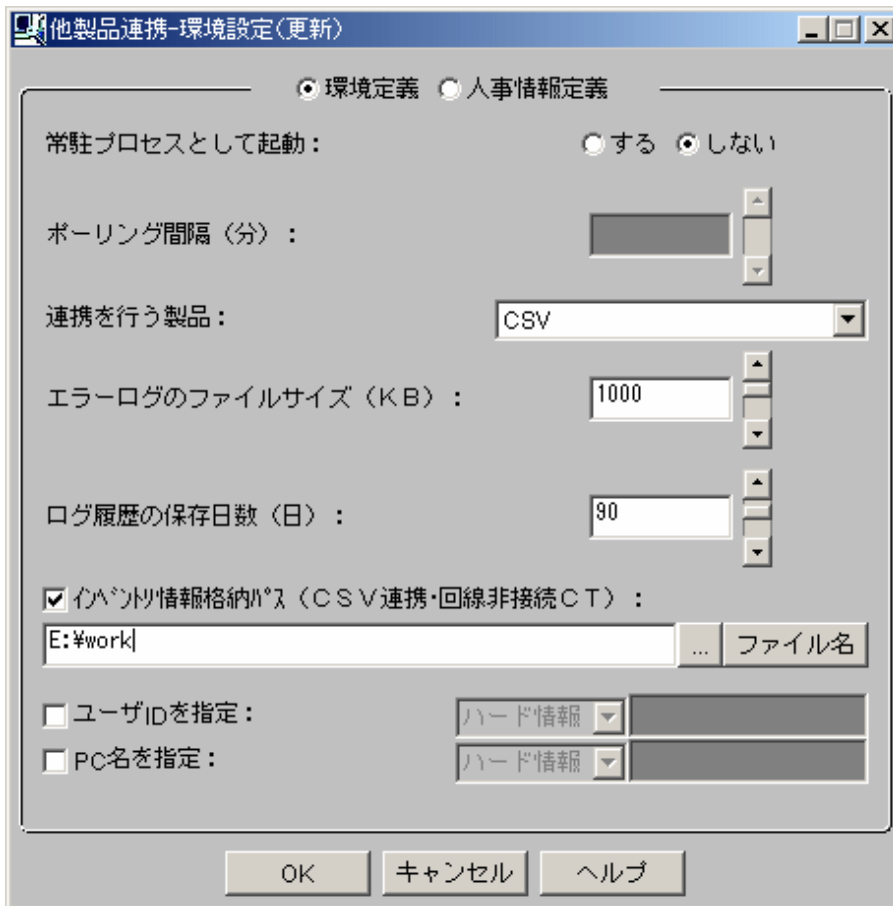 他製品連携-環境設定(更新)
環境定義 人事情報定義
常駐プロセスとして起動： する しない
ポーリング間隔（分）：
連携を行う製品： CSV
エラーログのファイルサイズ（ＫＢ）： 1000
ログ履歴の保存日数（日）： 90
ｲﾝﾍﾞﾝﾄﾘ情報格納ﾊﾟｽ（ＣＳＶ連携・回線非接続ＣＴ）：
E:¥work ... ファイル名
ユーザIDを指定： ハード情報
PC名を指定： ハード情報
OK キャンセル ヘルプ